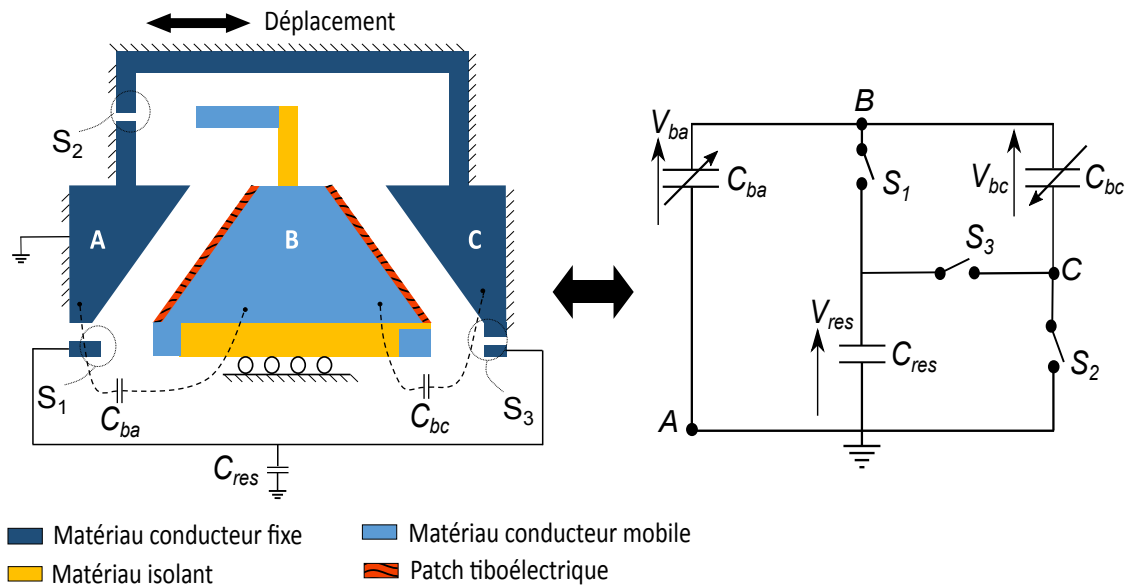 Déplacement
S2
A
B
C
S1
Cba
Cbc
S3
Cres
B
Vba
Cba
S1
Vbc
Cbc
S3
C
Vres
Cres
S2
A
Matériau conducteur fixe
Matériau conducteur mobile
Matériau isolant
Patch tiboélectrique